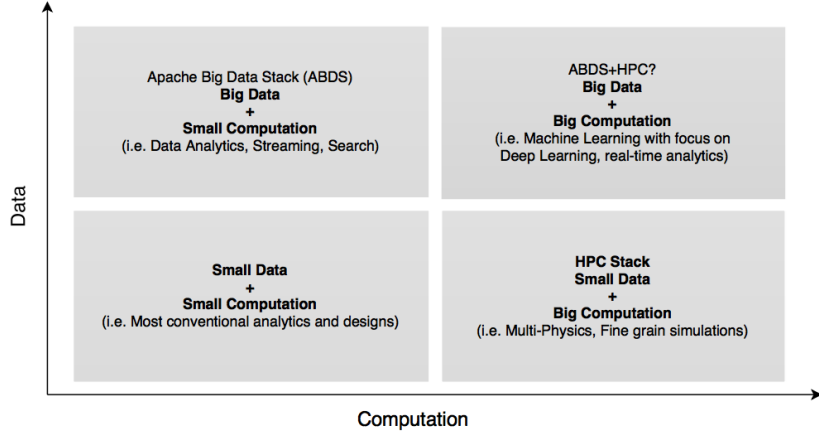 Data
Apache Big Data Stack (ABDS)
Big Data
+
Small Computation
(i.e. Data Analytics, Streaming, Search)
ABDS+HPC?
Big Data
+
Big Computation
(i.e. Machine Learning with focus on
Deep Learning, real-time analytics)
Small Data
+
Small Computation
(i.e. Most conventional analytics and designs)
HPC Stack
Small Data
+
Big Computation
(i.e. Multi-Physics, Fine grain simulations)
Computation